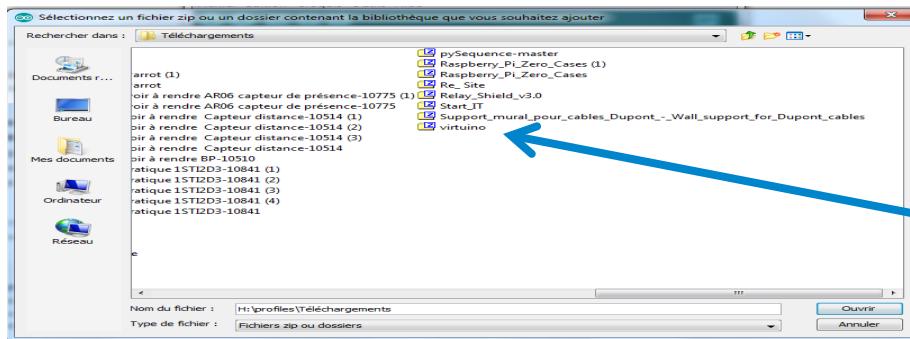 Sélectionnez un fichier zip ou un dossier contenant la bibliothèque que vous souhaitez ajouter
Rechercher dans : Téléchargements
Documents r...
Bureau
Mes documents
Ordinateur
Réseau
arrot (1)
arrot
oir à rendre AR06 capteur de présence-10775 (1)
oir à rendre AR06 capteur de présence-10775
oir à rendre Capteur distance-10514 (1)
oir à rendre Capteur distance-10514 (2)
oir à rendre Capteur distance-10514 (3)
oir à rendre Capteur distance-10514
oir à rendre BP-10510
ratique 1STI2D3-10841 (1)
ratique 1STI2D3-10841 (2)
ratique 1STI2D3-10841 (3)
ratique 1STI2D3-10841 (4)
ratique 1STI2D3-10841
e
pySequence-master
Raspberry_Pi_Zero_Cases (1)
Raspberry_Pi_Zero_Cases
Re_ Site
Relay_Shield_v3.0
Start_IT
Support_mural_pour_cables_Dupont_-_Wall_support_for_Dupont_cables
virtuino
Nom du fichier : H:\profiles\Téléchargements
Ouvrir
Type de fichier : Fichiers zip ou dossiers
Annuler